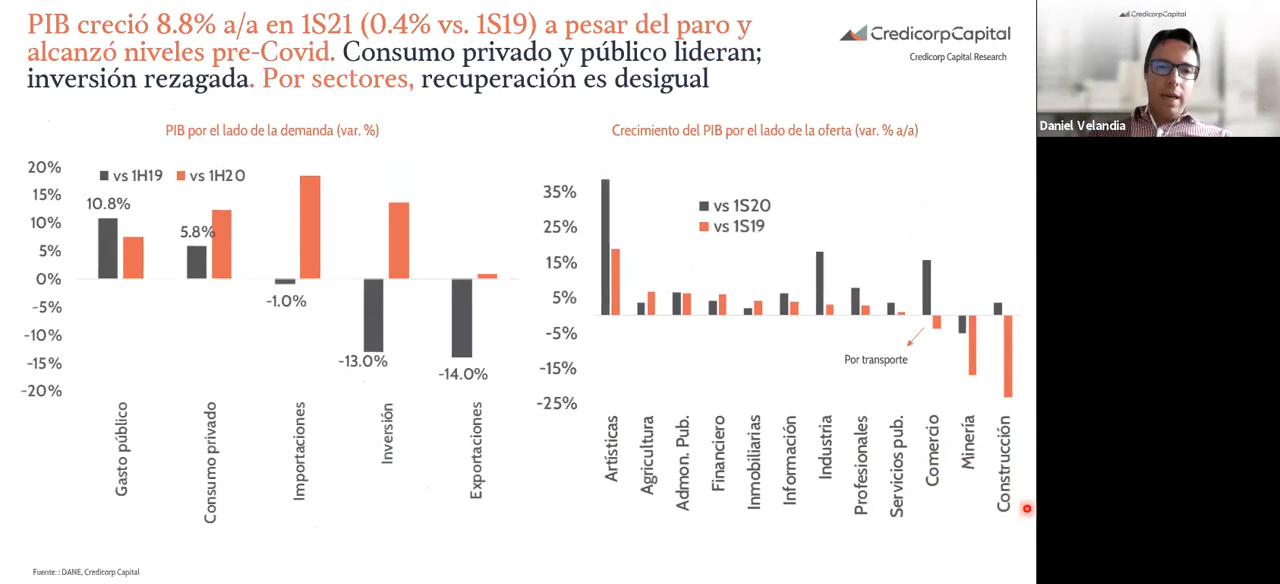 PIB creció 8.8% a/a en 1S21 (0.4% vs. 1S19) a pesar del paro y
alcanzó niveles pre-Covid. Consumo privado y público lideran;
inversión rezagada. Por sectores, recuperación es desigual
CredicorpCapital
Credicorp Capital Research
CredicorpCapital
Daniel Velandia
PIB por el lado de la demanda (var. %)
vs 1H19 vs 1H20
20%
15%
10%
5%
0%
-5%
-10%
-15%
-20%
10.8%
5.8%
-1.0%
-13.0%
-14.0%
Gasto público
Consumo privado
Importaciones
Inversión
Exportaciones
Crecimiento del PIB por el lado de la oferta (var. % a/a)
vs 1S20
vs 1S19
35%
25%
15%
5%
-5%
-15%
-25%
Por transporte
Artísticas
Agricultura
Admon. Pub.
Financiero
Inmobiliarias
Información
Industria
Profesionales
Servicios pub.
Comercio
Minería
Construcción
Fuente: : DANE, Credicorp Capital